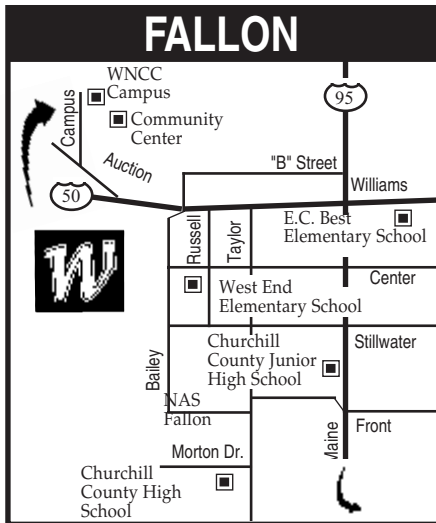 FALLON
WNCC
Campus
Campus
Community
Center
Auction
95
50
"B" Street
Williams
Russell
Taylor
E.C. Best
Elementary School
W
Center
West End
Elementary School
Churchill
County Junior
High School
Stillwater
Bailey
NAS
Fallon
Maine
Front
Morton Dr.
Churchill
County High
School